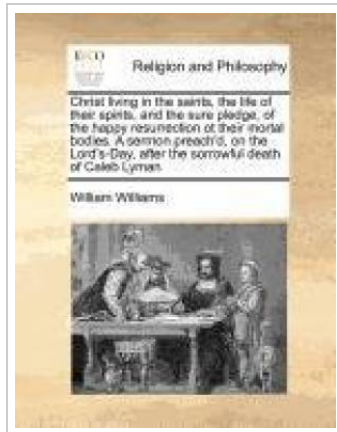 ECCO
Religion and Philosophy
Christ living in the saints, the life of
their spirits, and the sure pledge, of
the happy resurrection of their mortal
bodies. A sermon preach'd, on the
Lord's-Day, after the sorrowful death
of Caleb Lyman
William Williams